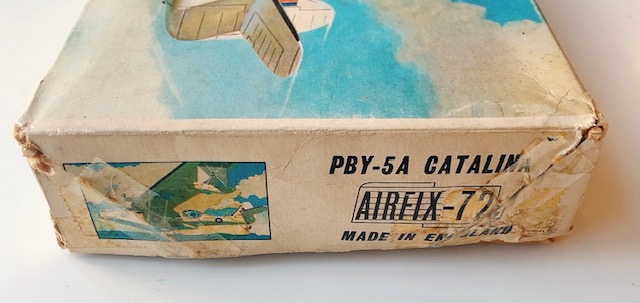 PBY-5A CATALINA
AIRFIX-72
MADE IN ENGLAND